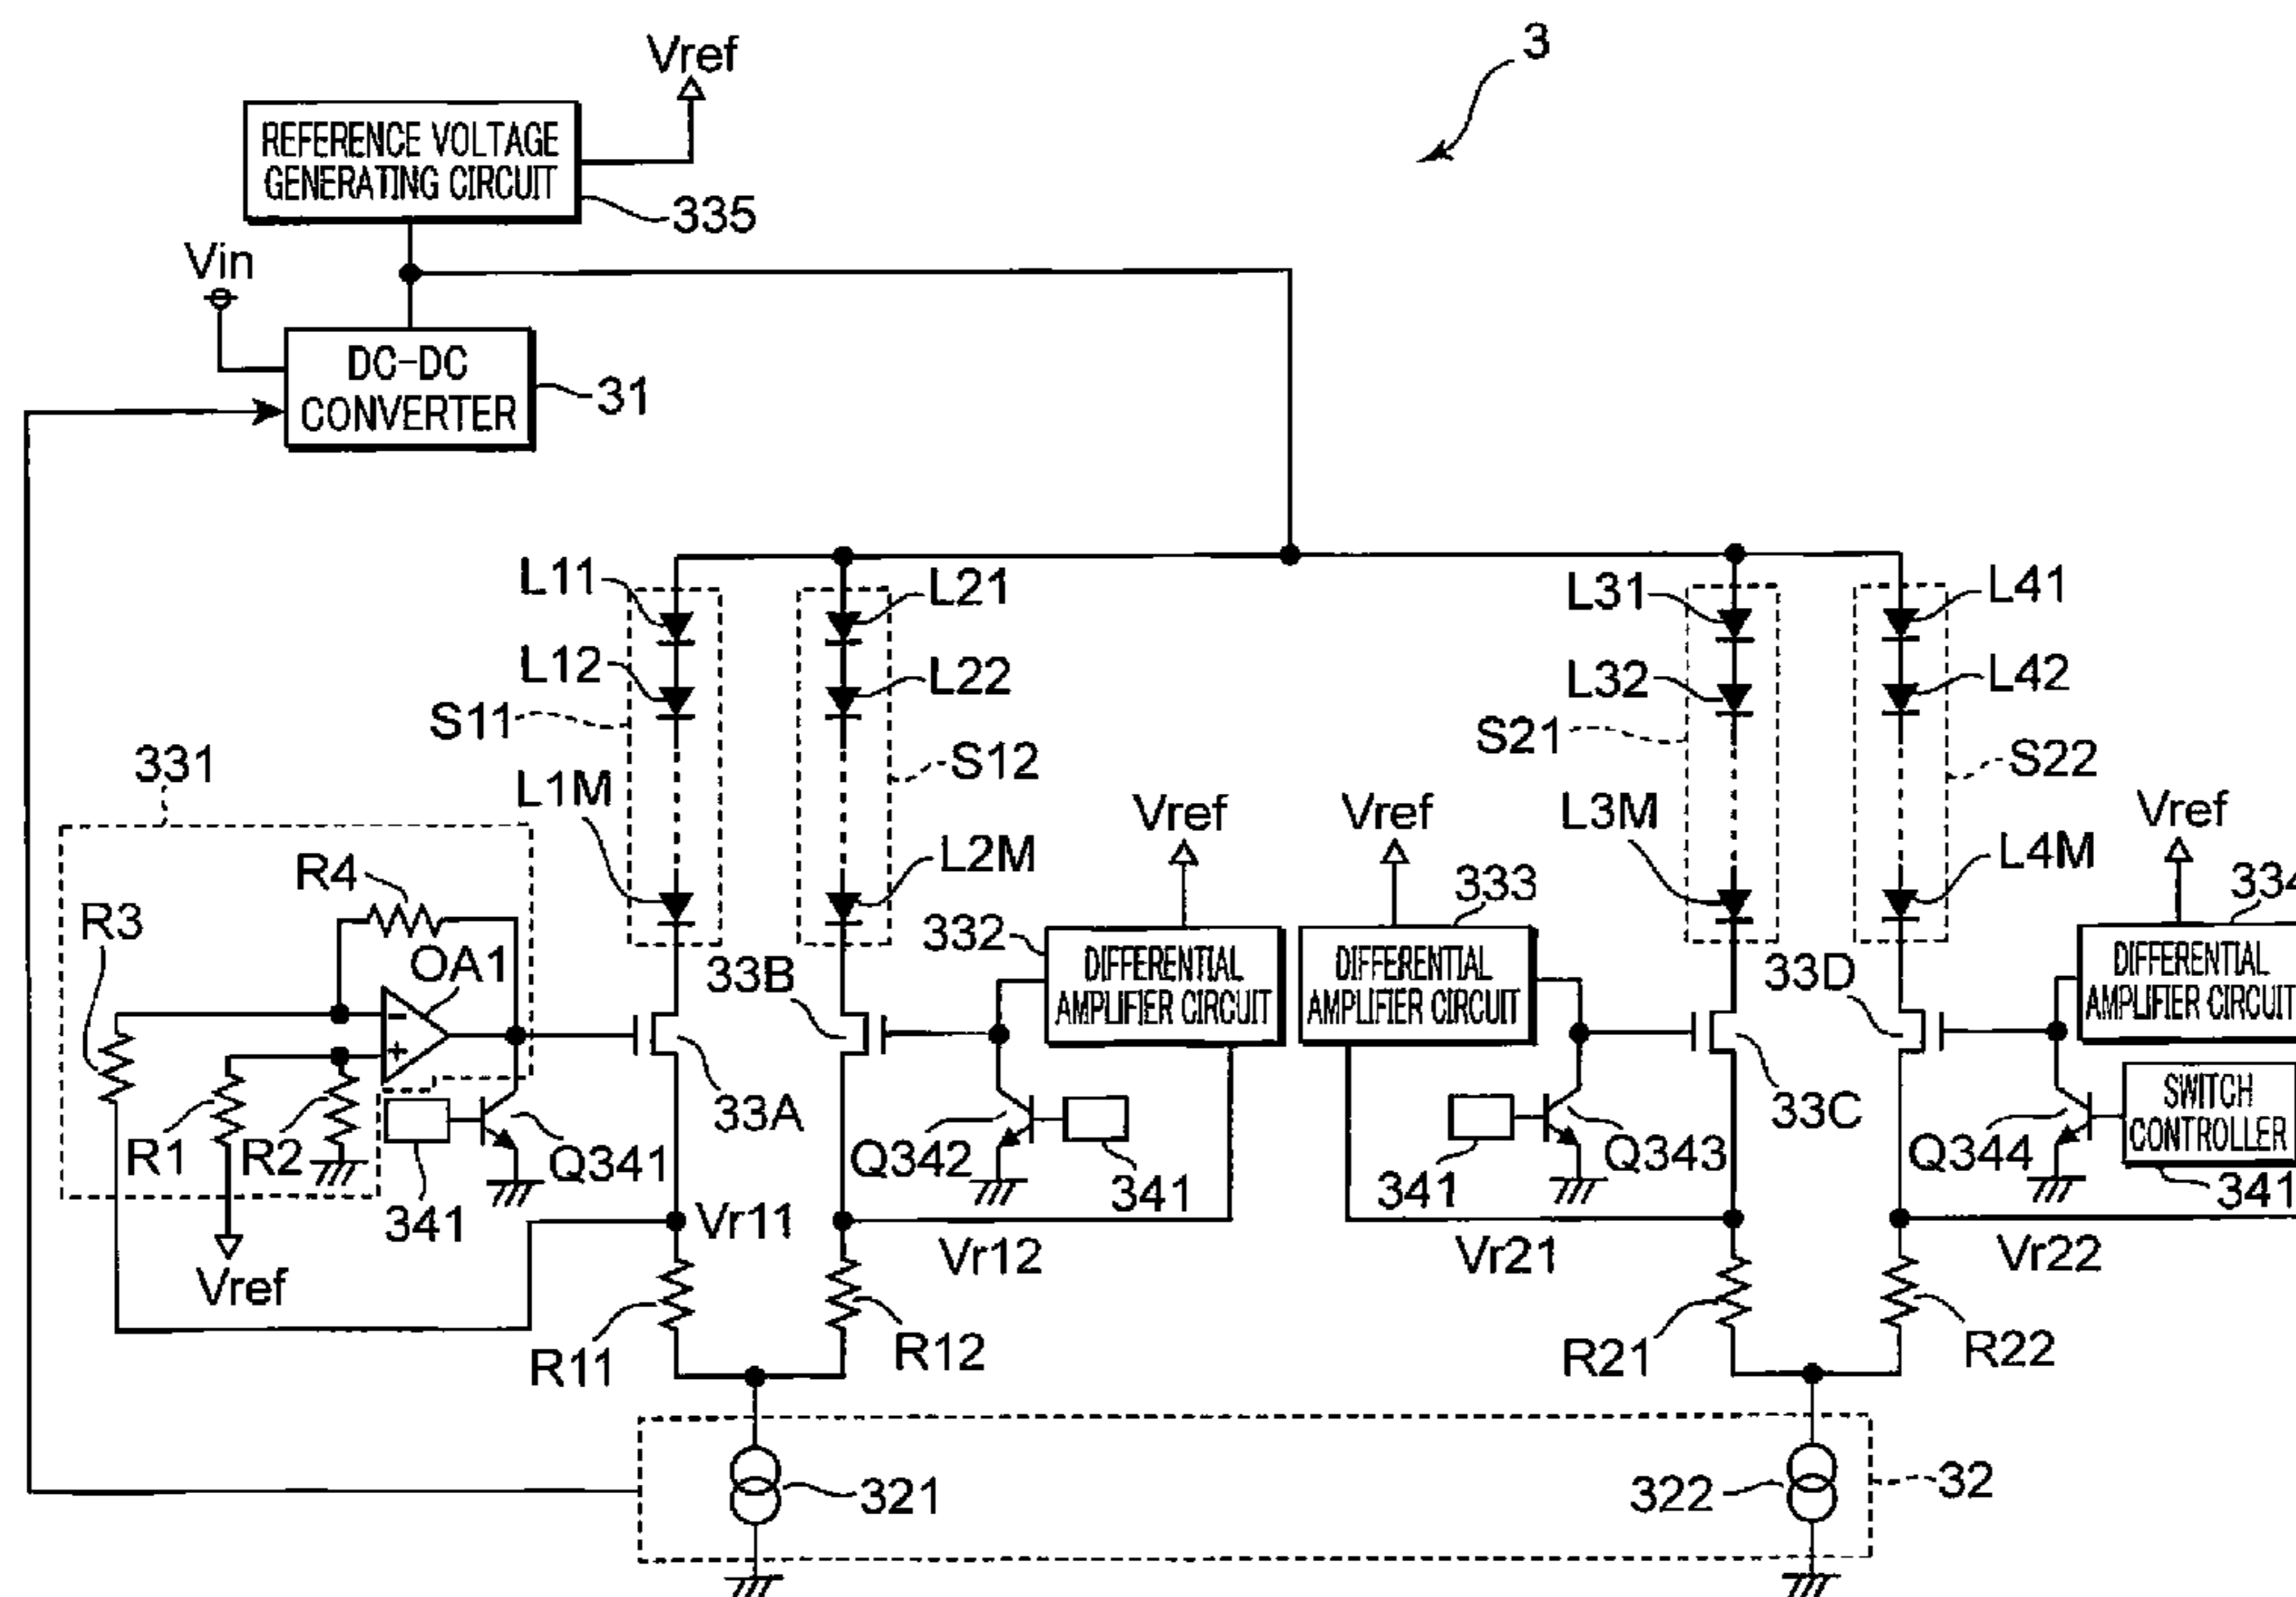 3
Vref
REFERENCE VOLTAGE
GENERATING CIRCUIT
335
Vin
DC-DC
CONVERTER
31
L11
L21
L31
L41
L12
L22
L32
L42
S11
S12
S21
S22
331
L1M
L2M
L3M
L4M
Vref
Vref
Vref
R4
R3
OA1
33B
332
DIFFERENTIAL
AMPLIFIER CIRCUIT
333
DIFFERENTIAL
AMPLIFIER CIRCUIT
33D
334
DIFFERENTIAL
AMPLIFIER CIRCUIT
R1
R2
341
Q341
33A
Q342
341
341
Q343
33C
Q344
SWITCH
CONTROLLER
341
Vref
Vr11
Vr12
Vr21
Vr22
R11
R12
R21
R22
321
322
32